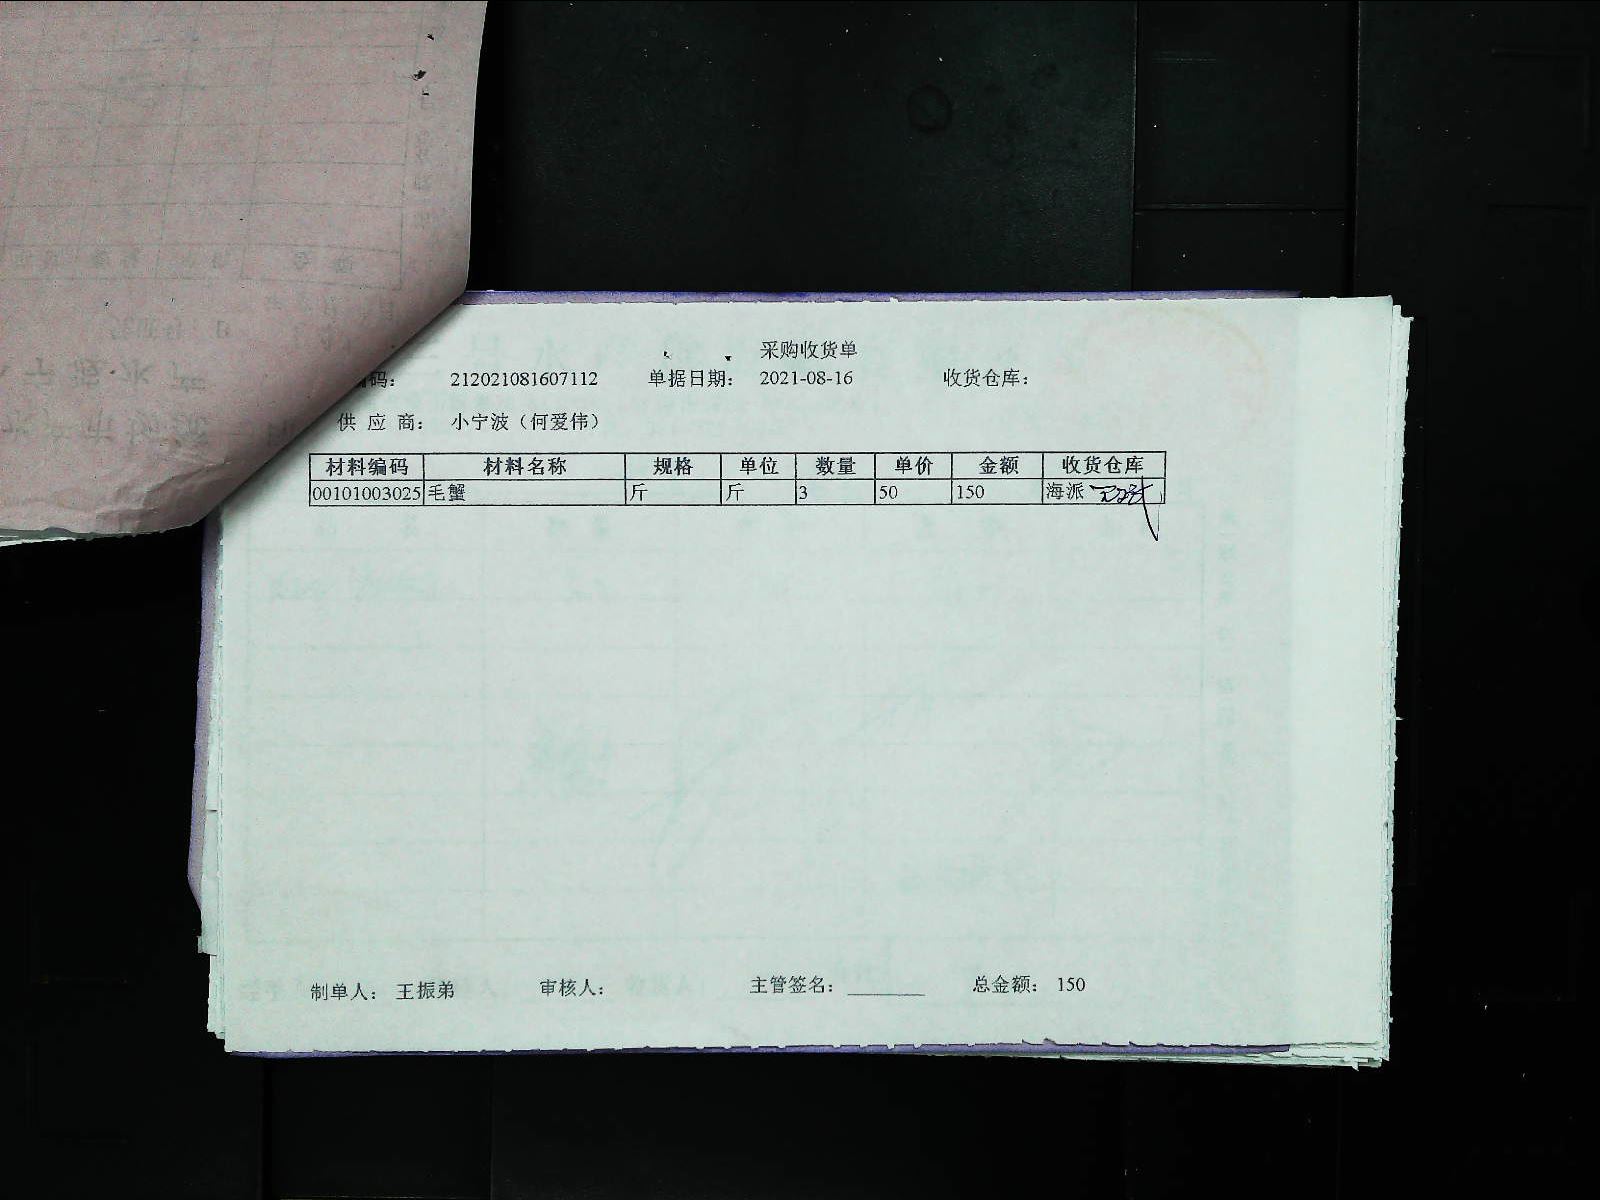 采购收货单
编码： 212021081607112 单据日期： 2021-08-16 收货仓库：
供 应 商： 小宁波（何爱伟）
材料编码 材料名称 规格 单位 数量 单价 金额 收货仓库
00101003025 毛蟹 斤 斤 3 50 150 海派
制单人： 王振弟 审核人： 主管签名：________ 总金额： 150